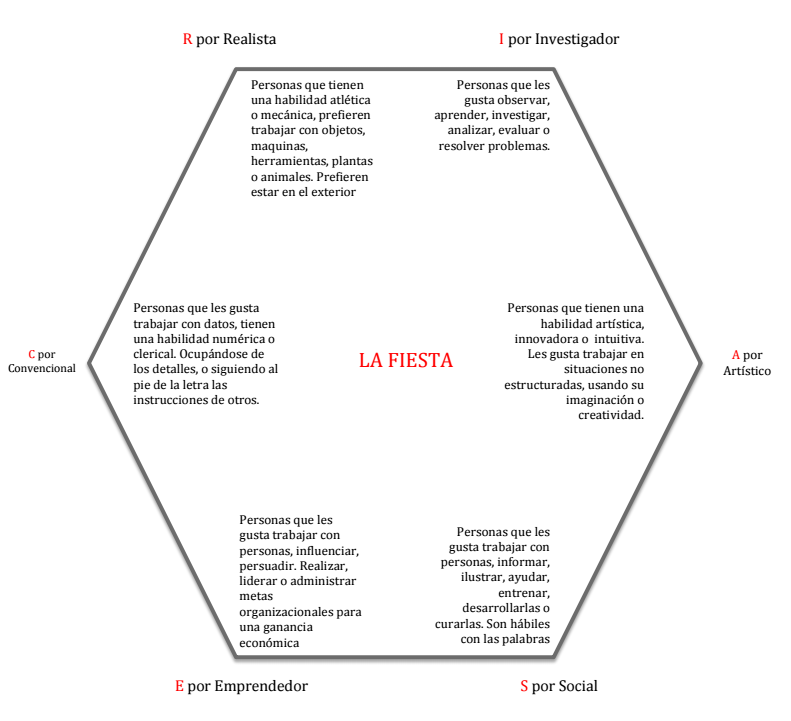 R por Realista
I por Investigador
Personas que tienen
una habilidad atlética
o mecánica, prefieren
trabajar con objetos,
maquinas,
herramientas, plantas
o animales. Prefieren
estar en el exterior
Personas que les
gusta observar,
aprender, investigar,
analizar, evaluar o
resolver problemas.
C por
Convencional
Personas que les gusta
trabajar con datos, tienen
una habilidad numérica o
clerical. Ocupándose de
los detalles, o siguiendo al
pie de la letra las
instrucciones de otros.
LA FIESTA
Personas que tienen una
habilidad artística,
innovadora o intuitiva.
Les gusta trabajar en
situaciones no
estructuradas, usando su
imaginación o
creatividad.
A por
Artístico
Personas que les
gusta trabajar con
personas, influenciar,
persuadir. Realizar,
liderar o administrar
metas
organizacionales para
una ganancia
económica
Personas que les
gusta trabajar con
personas, informar,
ilustrar, ayudar,
entrenar,
desarrollarlas o
curarlas. Son hábiles
con las palabras
E por Emprendedor
S por Social